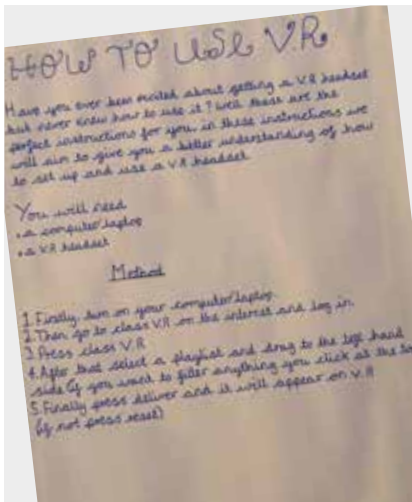 HOW TO USE VR
Have you ever been excited about getting a V.R headset
but never knew how to use it? Well these are the
perfect instructions for you, in these instructions we
will aim to give you a better understanding of how
to set up and use a V.R headset
You will need
• a computer/laptop
• a V.R headset
Method
1. Firstly turn on your computer/laptop
2. Then go to class V.R on the internet and log in.
3. Press class V.R
4. After that select a playlist and drag to the left hand
side (if you want to filter anything you click at the
5. Finally press deliver and it will appear on V.R
(if not press reset)